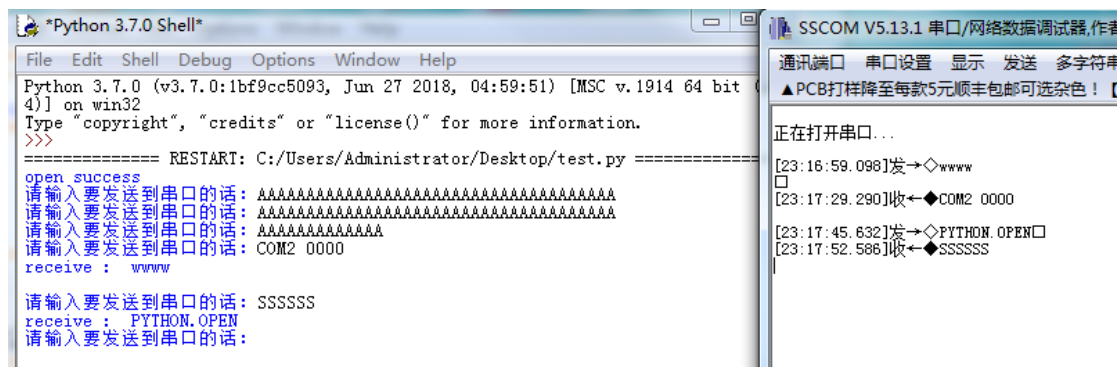 *Python 3.7.0 Shell*
File Edit Shell Debug Options Window Help
Python 3.7.0 (v3.7.0:1bf9cc5093, Jun 27 2018, 04:59:51) [MSC v.1914 64 bit (
4)] on win32
Type "copyright", "credits" or "license()" for more information.
>>>
============== RESTART: C:/Users/Administrator/Desktop/test.py ==============
open success
请输入要发送到串口的话: AAAAAAAAAAAAAAAAAAAAAAAAAAAAAAAAAAAAA
请输入要发送到串口的话: AAAAAAAAAAAAAAAAAAAAAAAAAAAAAAAAAAAAA
请输入要发送到串口的话: AAAAAAAAAAAAA
请输入要发送到串口的话: COM2 0000
receive : wwww
请输入要发送到串口的话: SSSSSS
receive : PYTHON.OPEN
请输入要发送到串口的话:
SSCOM V5.13.1 串口/网络数据调试器,作者
通讯端口 串口设置 显示 发送 多字符串
▲PCB打样降至每款5元顺丰包邮可选杂色！【
正在打开串口...
[23:16:59.098]发→◇wwww
□
[23:17:29.290]收←◆COM2 0000
[23:17:45.632]发→◇PYTHON.OPEN□
[23:17:52.586]收←◆SSSSSS